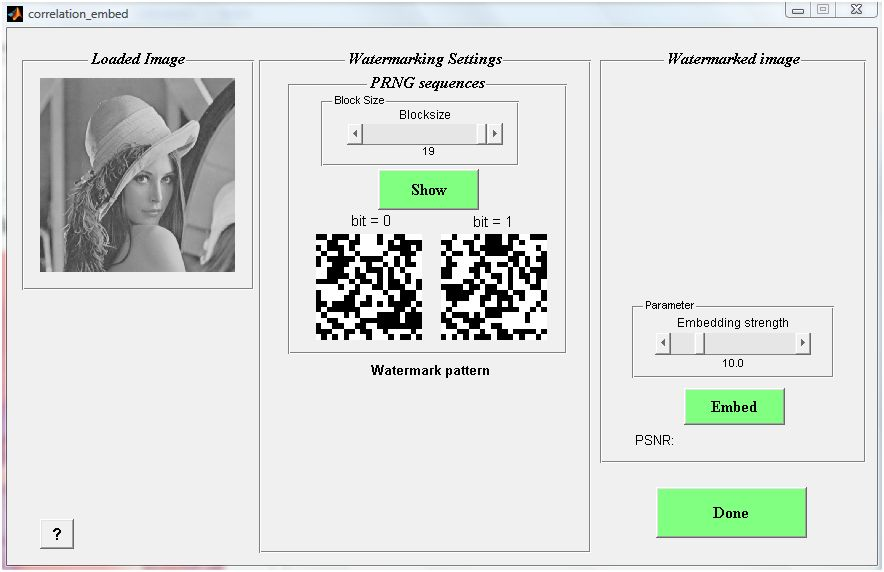 correlation_embed
Loaded Image
Watermarking Settings
PRNG sequences
Block Size
Blocksize
19
Show
bit = 0
bit = 1
Watermark pattern
Watermarked image
Parameter
Embedding strength
10.0
Embed
PSNR:
Done
?